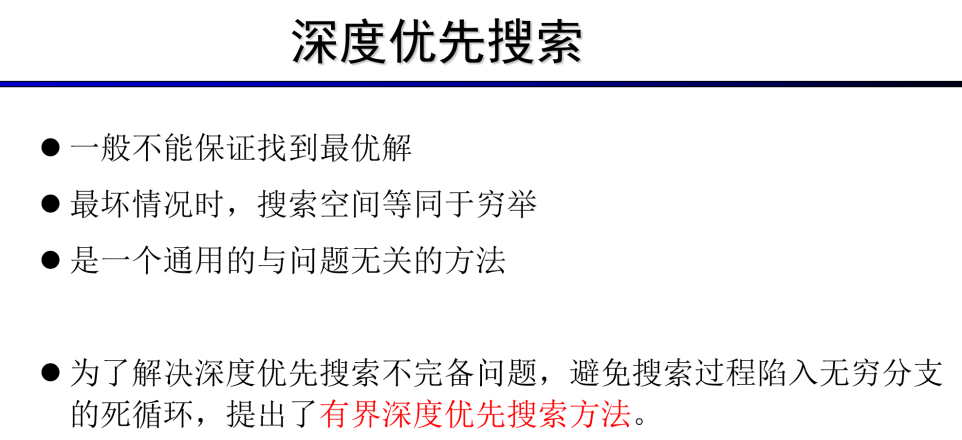 深度优先搜索
●一般不能保证找到最优解
●最坏情况时，搜索空间等同于穷举
●是一个通用的与问题无关的方法
●为了解决深度优先搜索不完备问题，避免搜索过程陷入无穷分支
的死循环，提出了有界深度优先搜索方法。